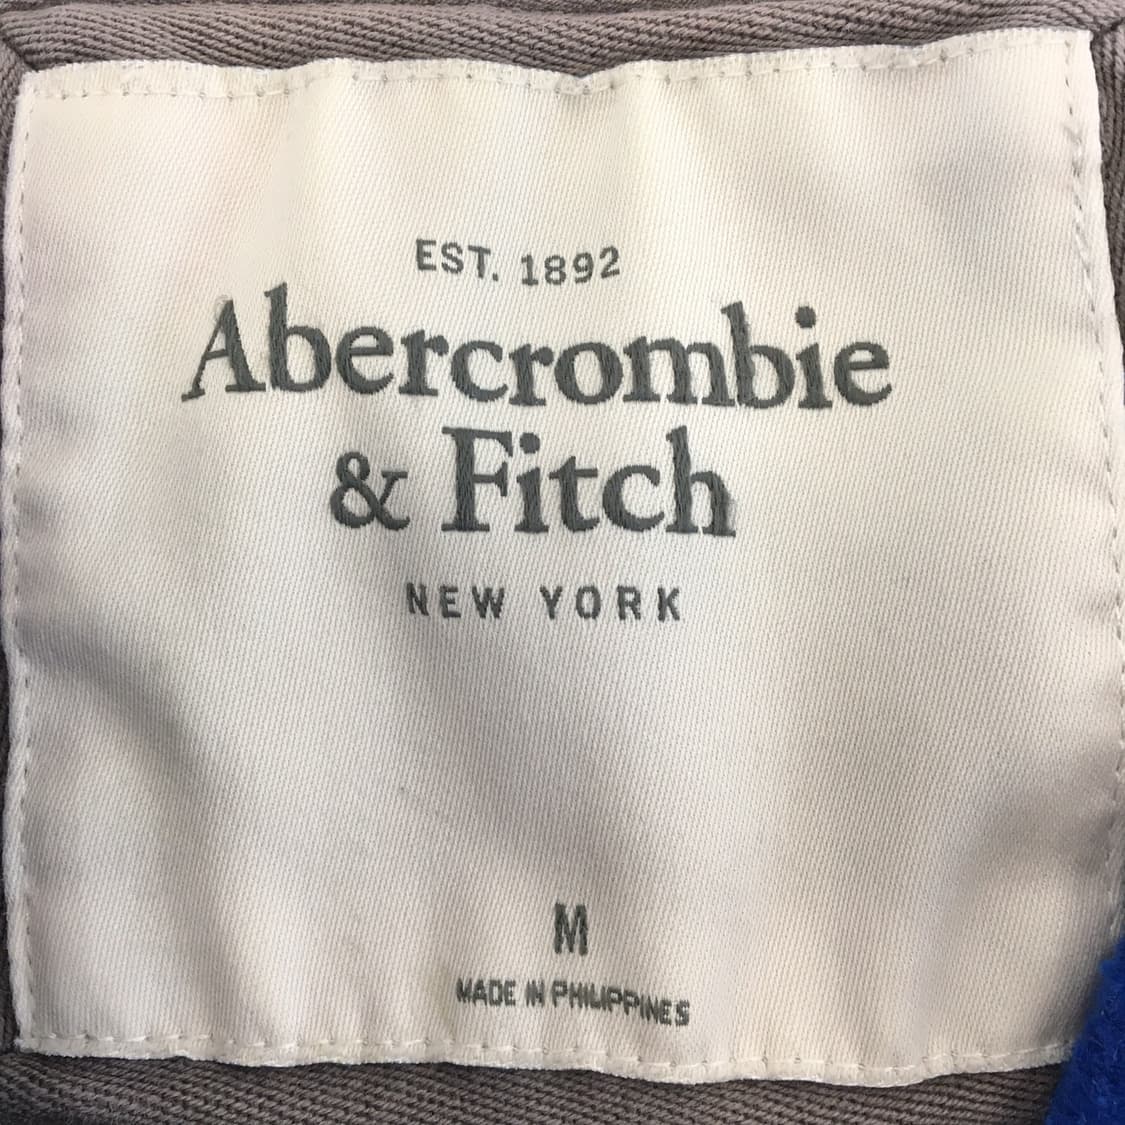 EST. 1892
Abercrombie
& Fitch
NEW YORK
M
MADE IN PHILIPPINES